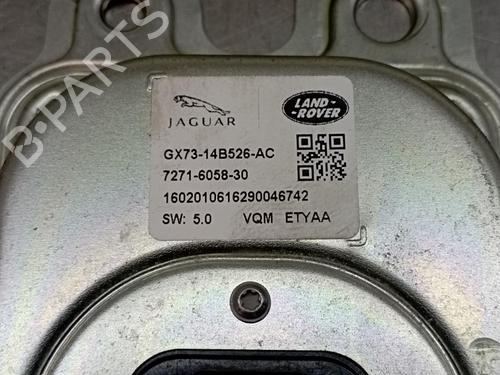 B-PARTS
JAGUAR
LAND-
-ROVER
GX73-14B526-AC
7271-6058-30
1602010616290046742
SW: 5.0 VQM ETYAA